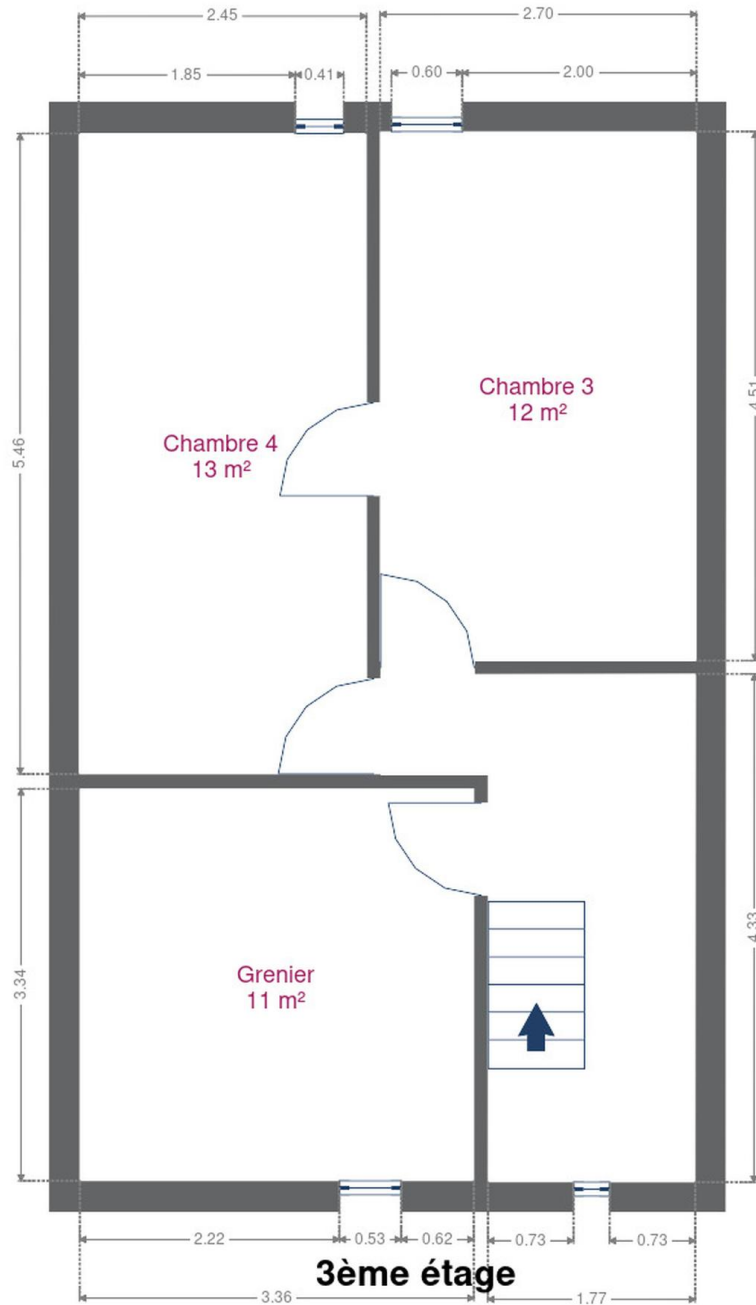 2.45
2.70
1.85
0.41
0.60
2.00
5.46
4.51
Chambre 3
12 m²
Chambre 4
13 m²
3.34
4.33
Grenier
11 m²
2.22
0.53
0.62
0.73
0.73
3ème étage
3.36
1.77